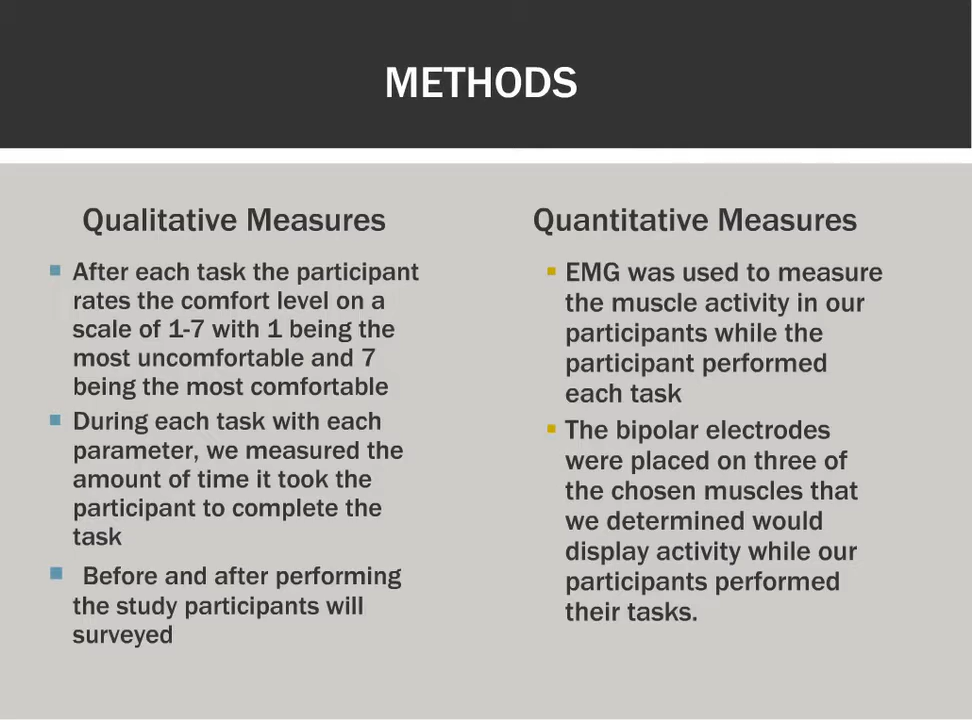 METHODS
Qualitative Measures
After each task the participant
rates the comfort level on a
scale of 1-7 with 1 being the
most uncomfortable and 7
being the most comfortable
During each task with each
parameter, we measured the
amount of time it took the
participant to complete the
task
Before and after performing
the study participants will
surveyed
Quantitative Measures
EMG was used to measure
the muscle activity in our
participants while the
participant performed
each task
The bipolar electrodes
were placed on three of
the chosen muscles that
we determined would
display activity while our
participants performed
their tasks.